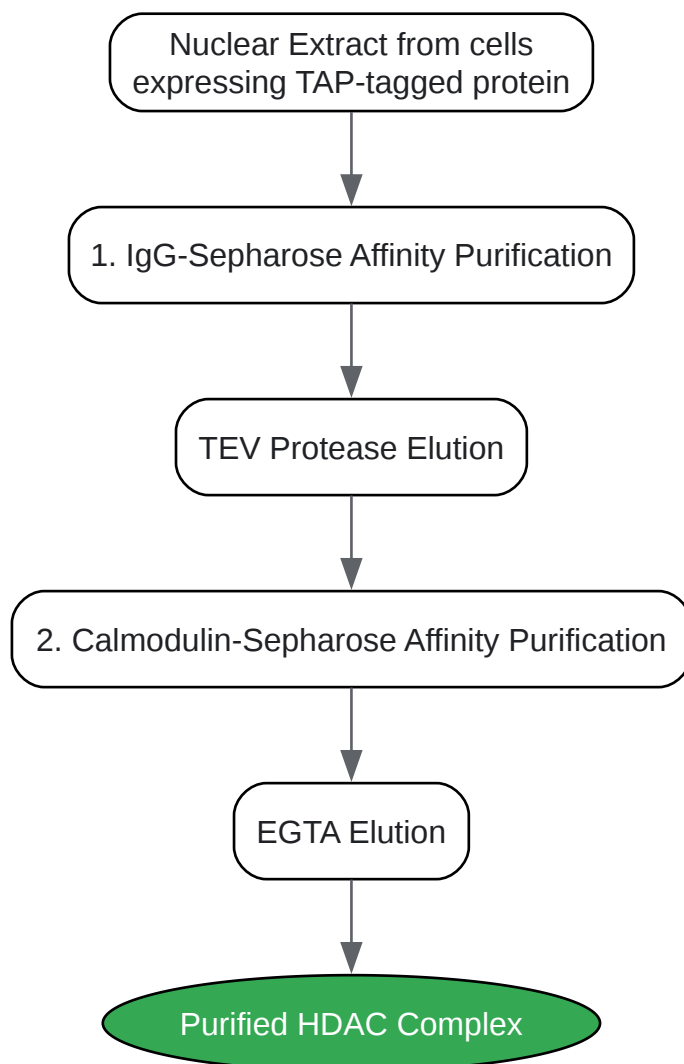 Nuclear Extract from cells
expressing TAP-tagged protein
1. IgG-Sepharose Affinity Purification
TEV Protease Elution
2. Calmodulin-Sepharose Affinity Purification
EGTA Elution
Purified HDAC Complex